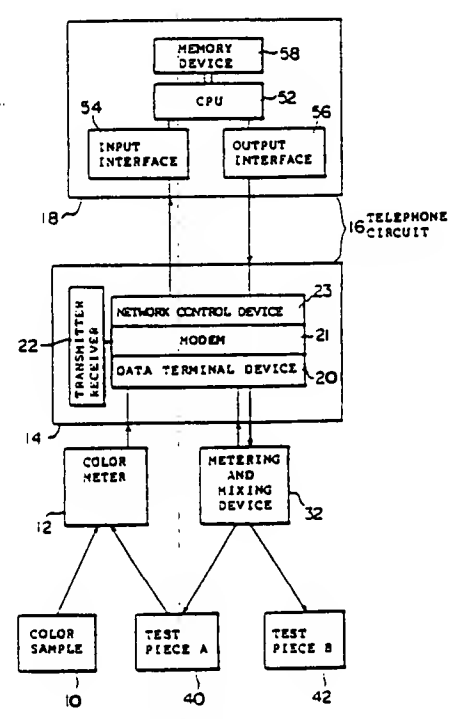 MEMORY
DEVICE
58
CPU
52
54
56
INPUT
INTERFACE
OUTPUT
INTERFACE
18
16 TELEPHONE
CIRCUIT
23
NETWORK CONTROL DEVICE
22
TRANSMITTER
RECEIVER
MODEM
21
DATA TERMINAL DEVICE
20
14
COLOR
METER
METERING
AND
MIXING
DEVICE
12
32
COLOR
SAMPLE
TEST
PIECE A
TEST
PIECE B
10
40
42